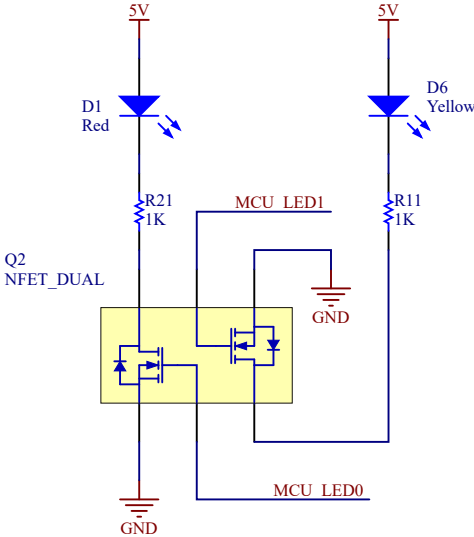 5V
5V
D1
Red
D6
Yellow
R21
1K
MCU_LED1
R11
1K
Q2
NFET_DUAL
GND
MCU_LED0
GND